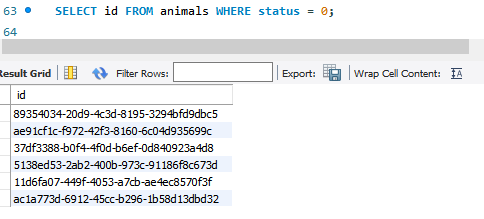 63 SELECT id FROM animals WHERE status = 0;
64
Result Grid Filter Rows: Export: Wrap Cell Content: IA
id
89354034-20d9-4c3d-8195-3294bfd9dbc5
ae91cf1c-f972-42f3-8160-6c04d935699c
37df3388-b0f4-4f0d-b6ef-0d840923a4d8
5138ed53-2ab2-400b-973c-91186f8c673d
11d6fa07-449f-4053-a7cb-ae4ec8570f3f
ac1a773d-6912-45cc-b296-1b58d13dbd32